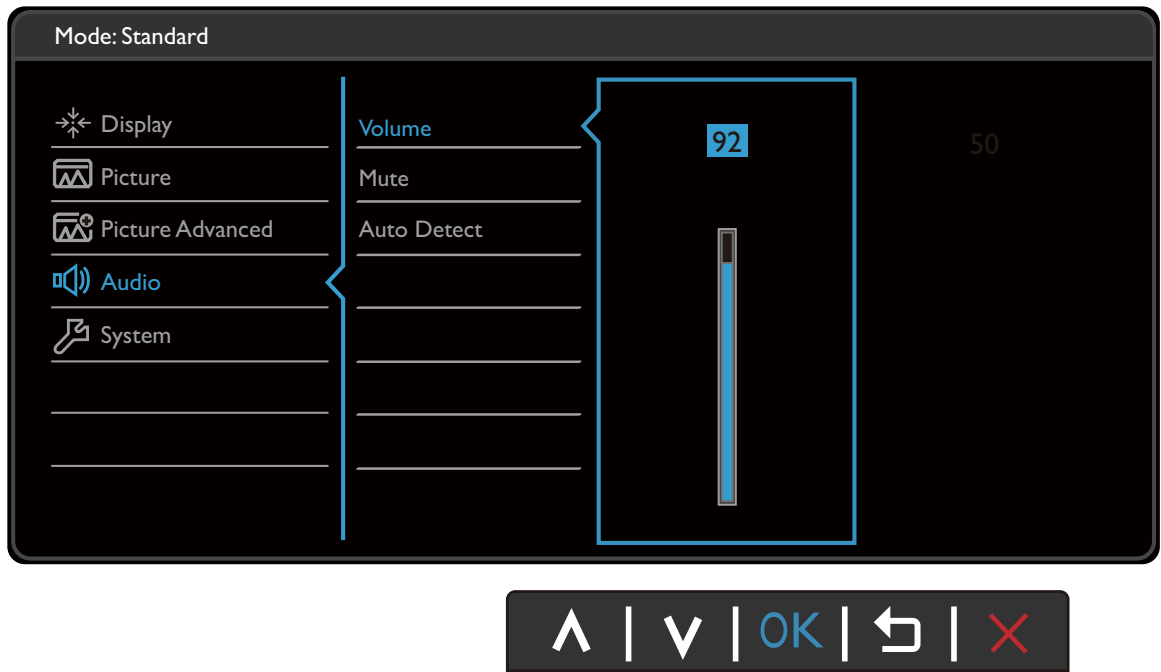 Mode: Standard
Display
Picture
Picture Advanced
Audio
System
Volume
Mute
Auto Detect
92
50
OK